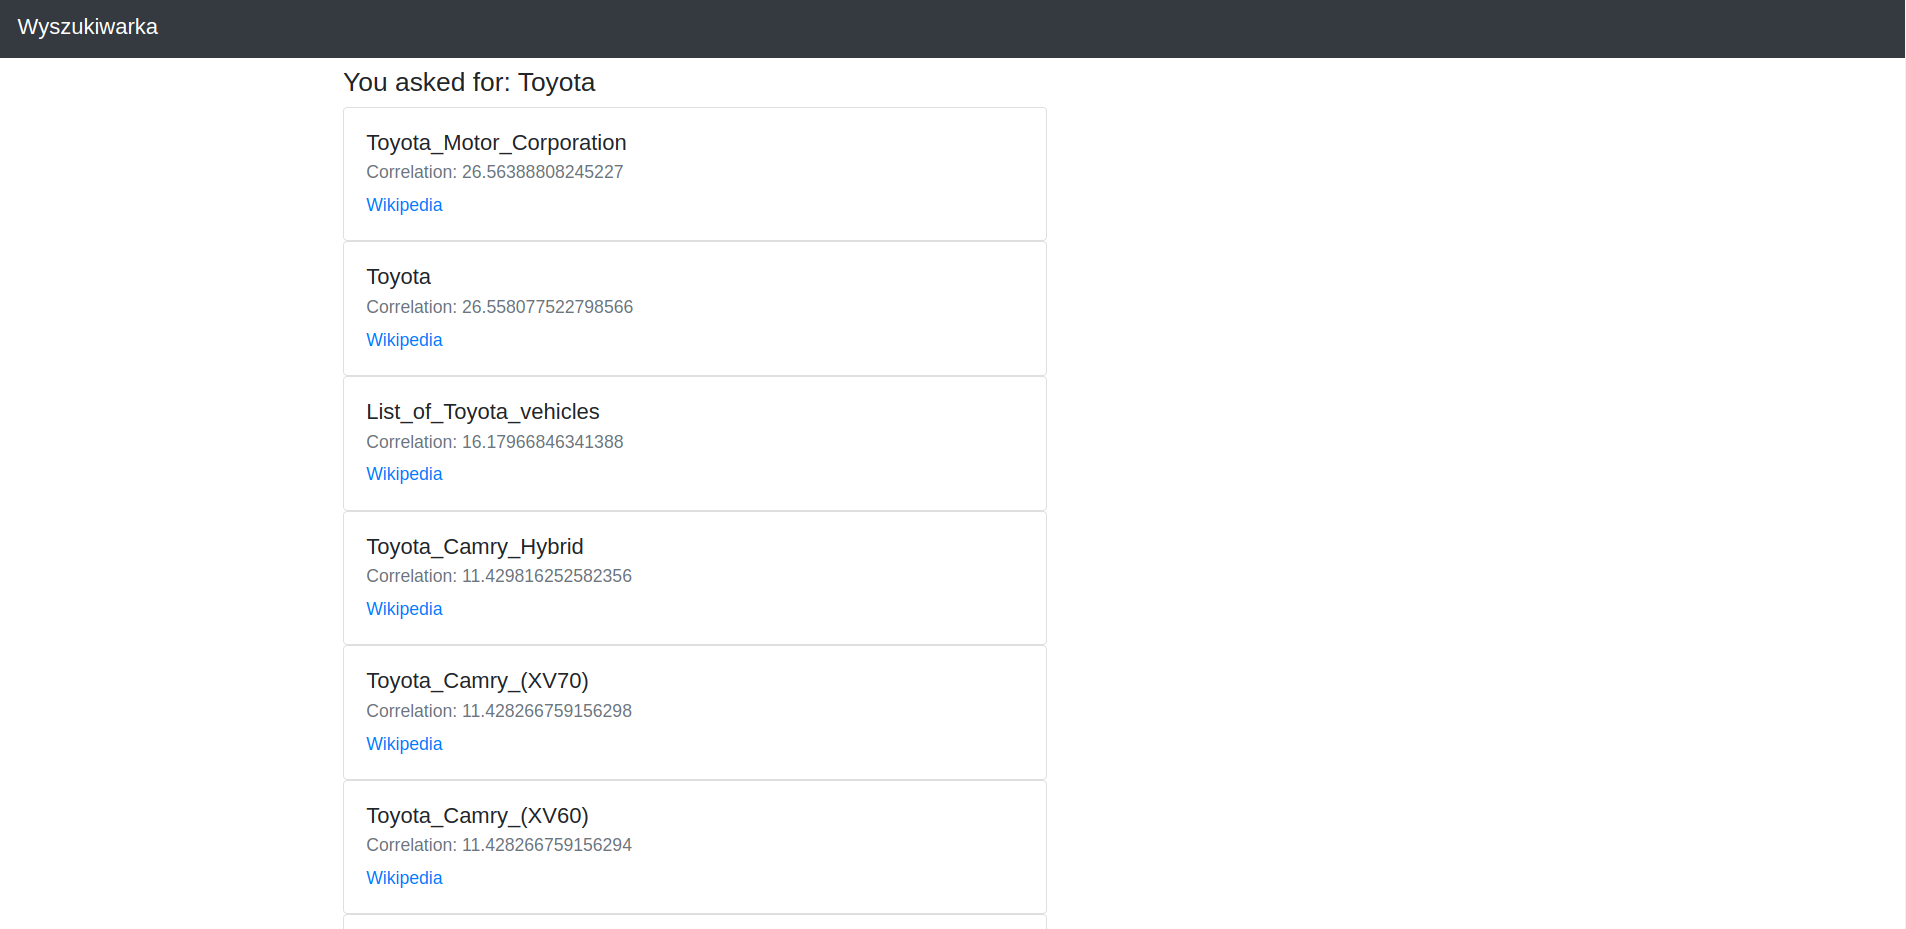 Wyszukiwarka
You asked for: Toyota
Toyota_Motor_Corporation
Correlation: 26.56388808245227
Wikipedia
Toyota
Correlation: 26.558077522798566
Wikipedia
List_of_Toyota_vehicles
Correlation: 16.17966846341388
Wikipedia
Toyota_Camry_Hybrid
Correlation: 11.429816252582356
Wikipedia
Toyota_Camry_(XV70)
Correlation: 11.428266759156298
Wikipedia
Toyota_Camry_(XV60)
Correlation: 11.428266759156294
Wikipedia